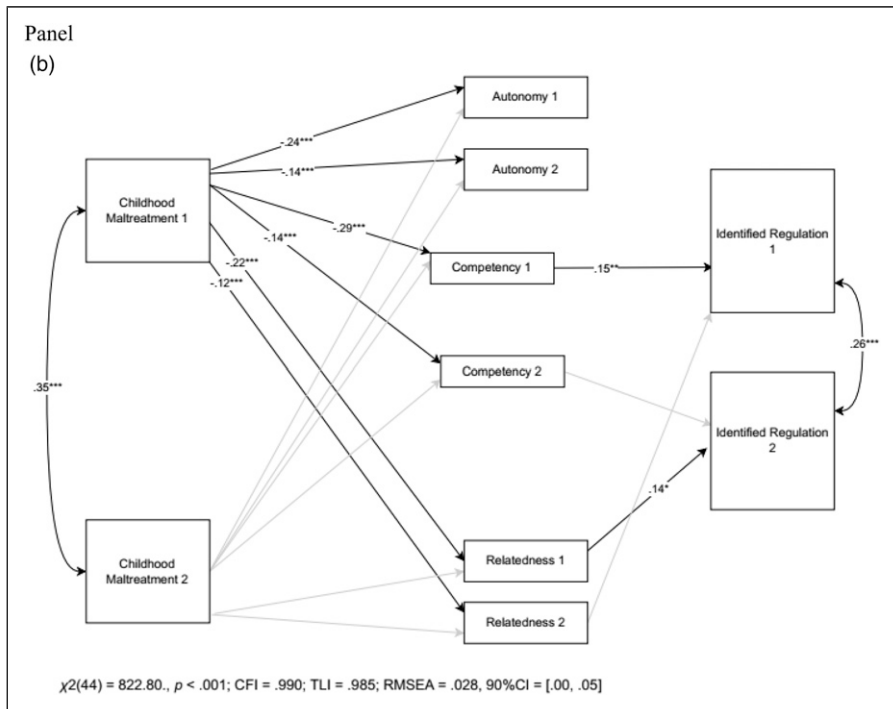 Panel
(b)
Autonomy 1
-.24***
Autonomy 2
-.14***
Childhood
Maltreatment 1
Identified Regulation
1
-.29***
-.14***
Competency 1
.15**
-.22***
-.12***
.26***
Competency 2
.35***
Identified Regulation
2
.14*
Childhood
Maltreatment 2
Relatedness 1
Relatedness 2
χ2(44) = 822.80., p < .001; CFI = .990; TLI = .985; RMSEA = .028, 90%CI = [.00, .05]